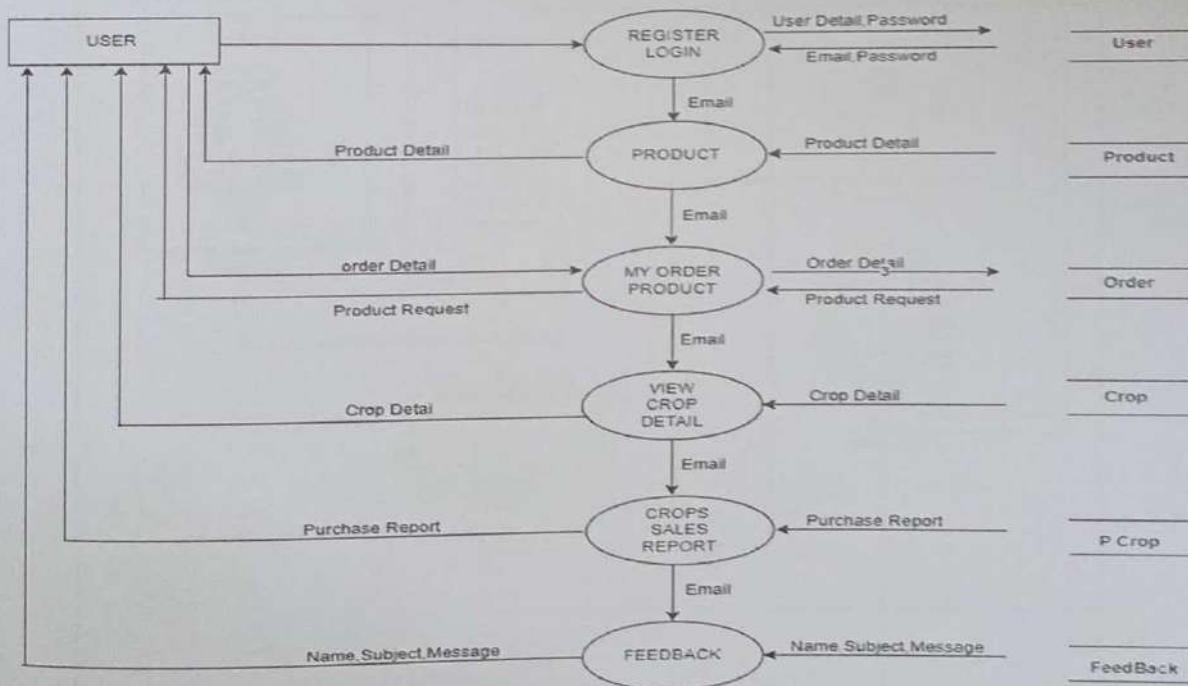 USER
REGISTER
LOGIN
User Detail,Password
Email,Password
User
Email
Product Detail
PRODUCT
Product Detail
Product
Email
order Detail
Product Request
MY ORDER
PRODUCT
Order Detail
3
Product Request
Order
Email
Crop Detai
VIEW
CROP
DETAIL
Crop Detail
Crop
Email
Purchase Report
CROPS
SALES
REPORT
Purchase Report
P Crop
Email
Name,Subject,Message
FEEDBACK
Name,Subject,Message
FeedBack